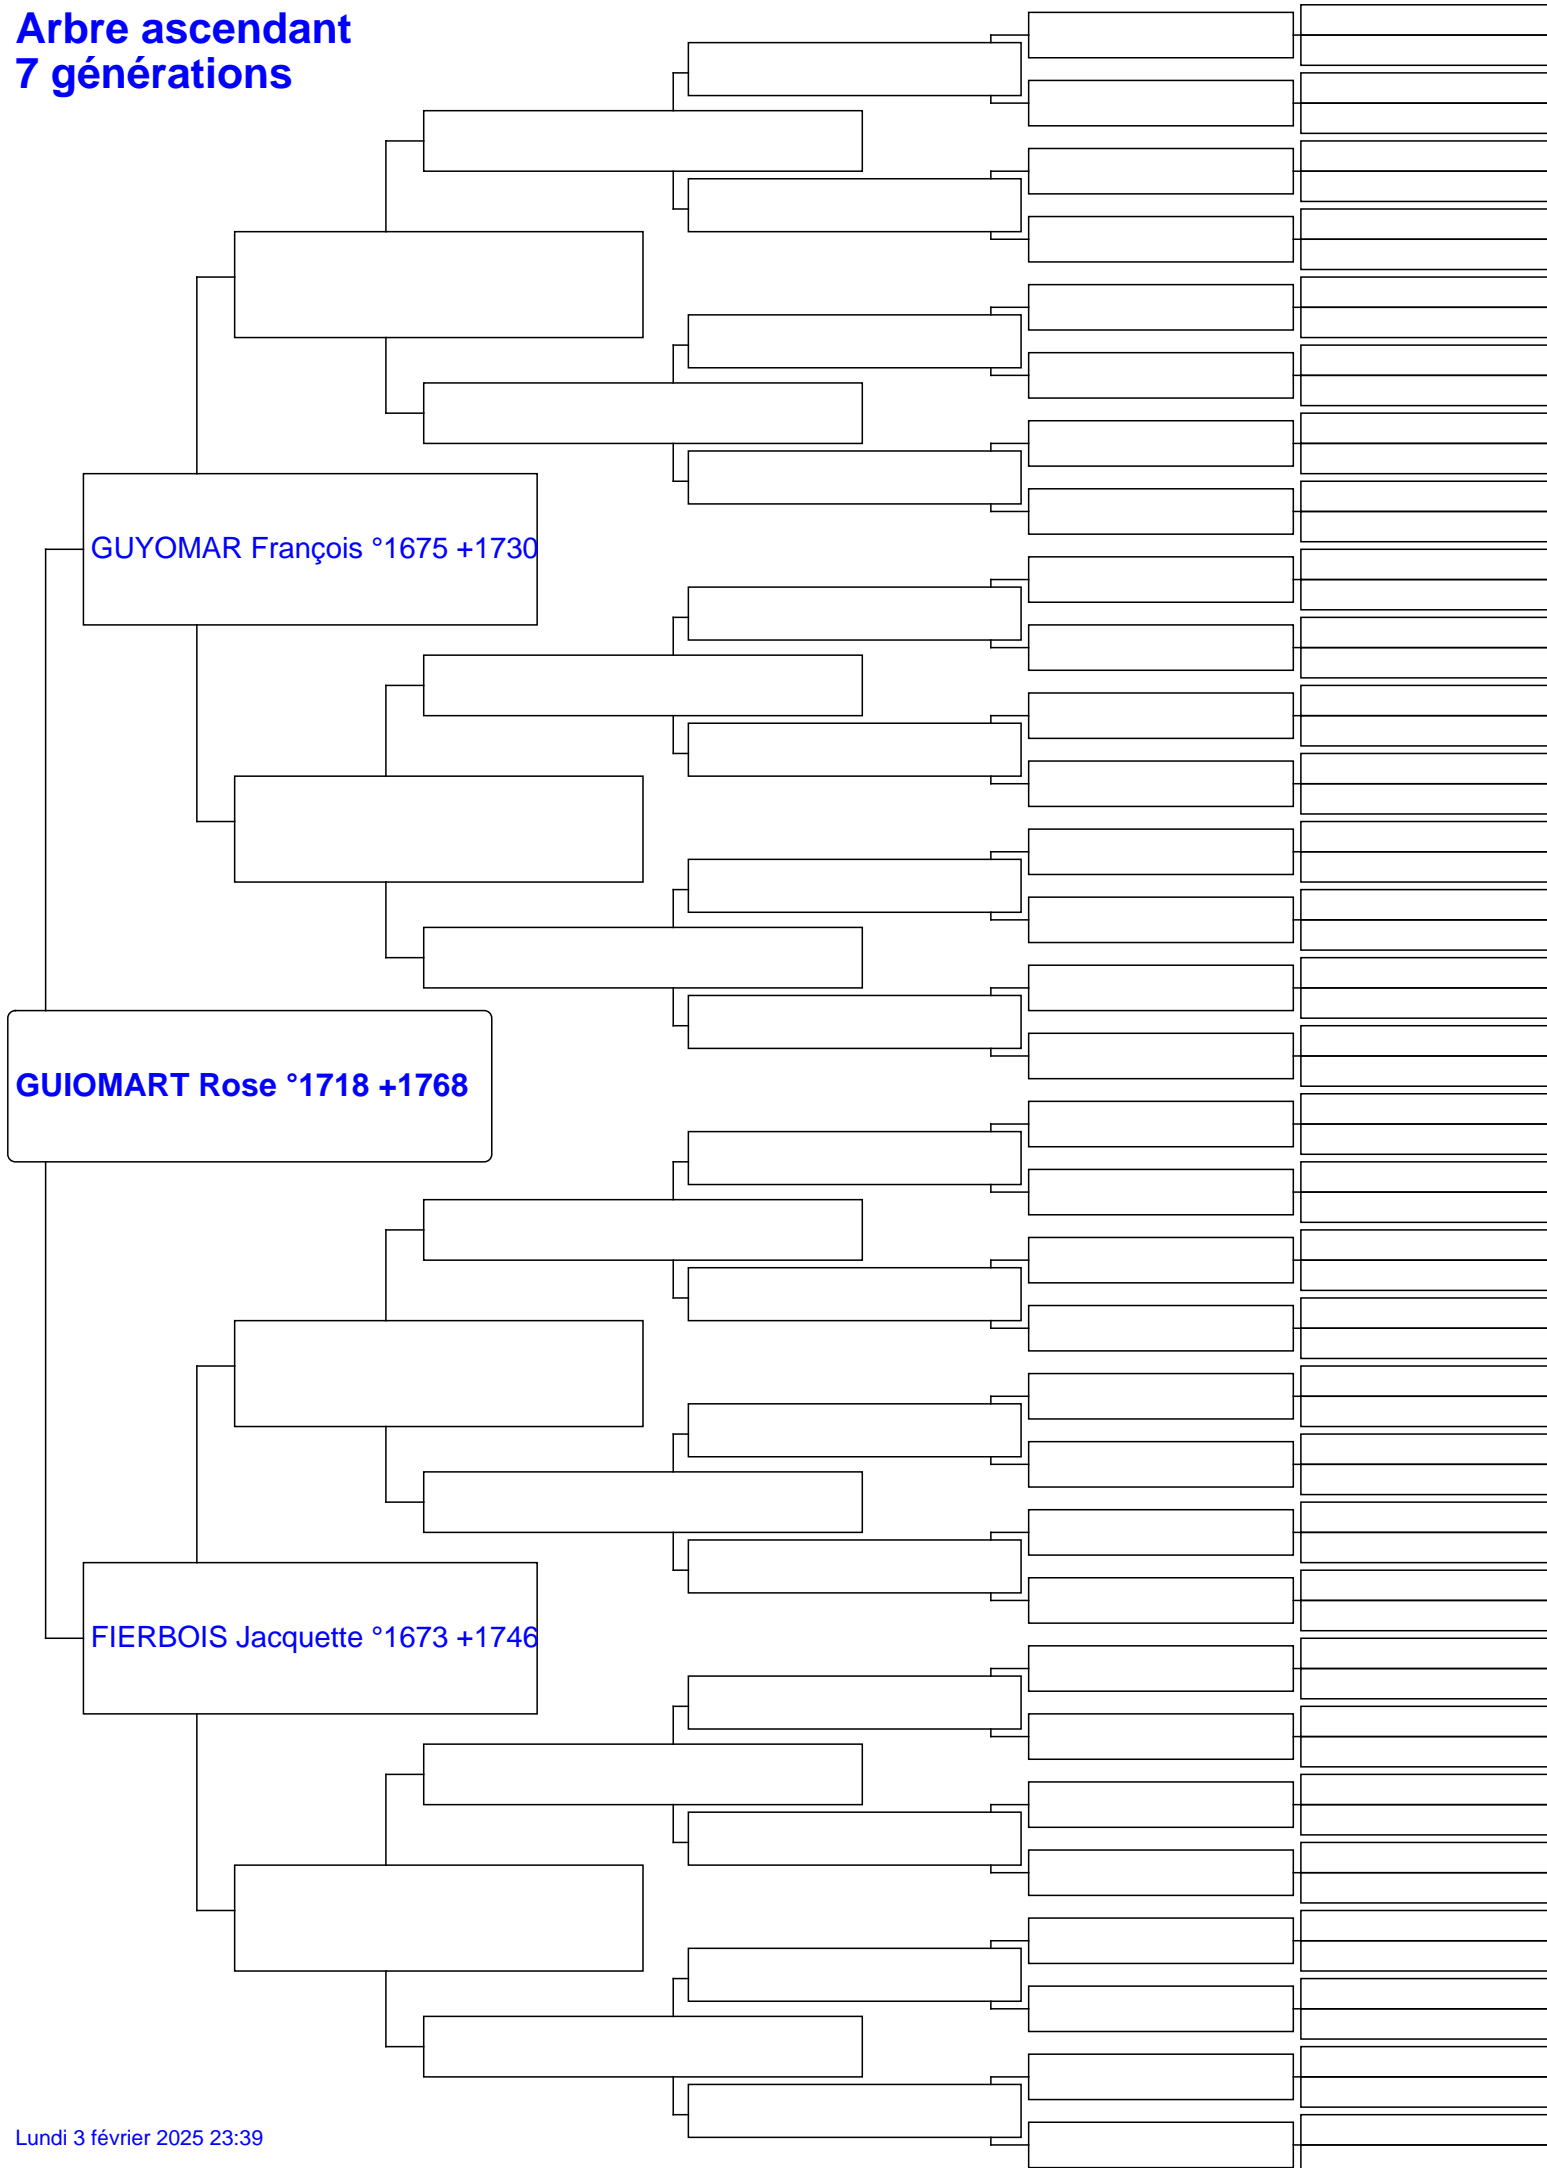 Arbre ascendant
7 générations
GUYOMAR François °1675 +1730
GUIOMART Rose °1718 +1768
FIERBOIS Jacquette °1673 +1746
Lundi 3 février 2025 23:39